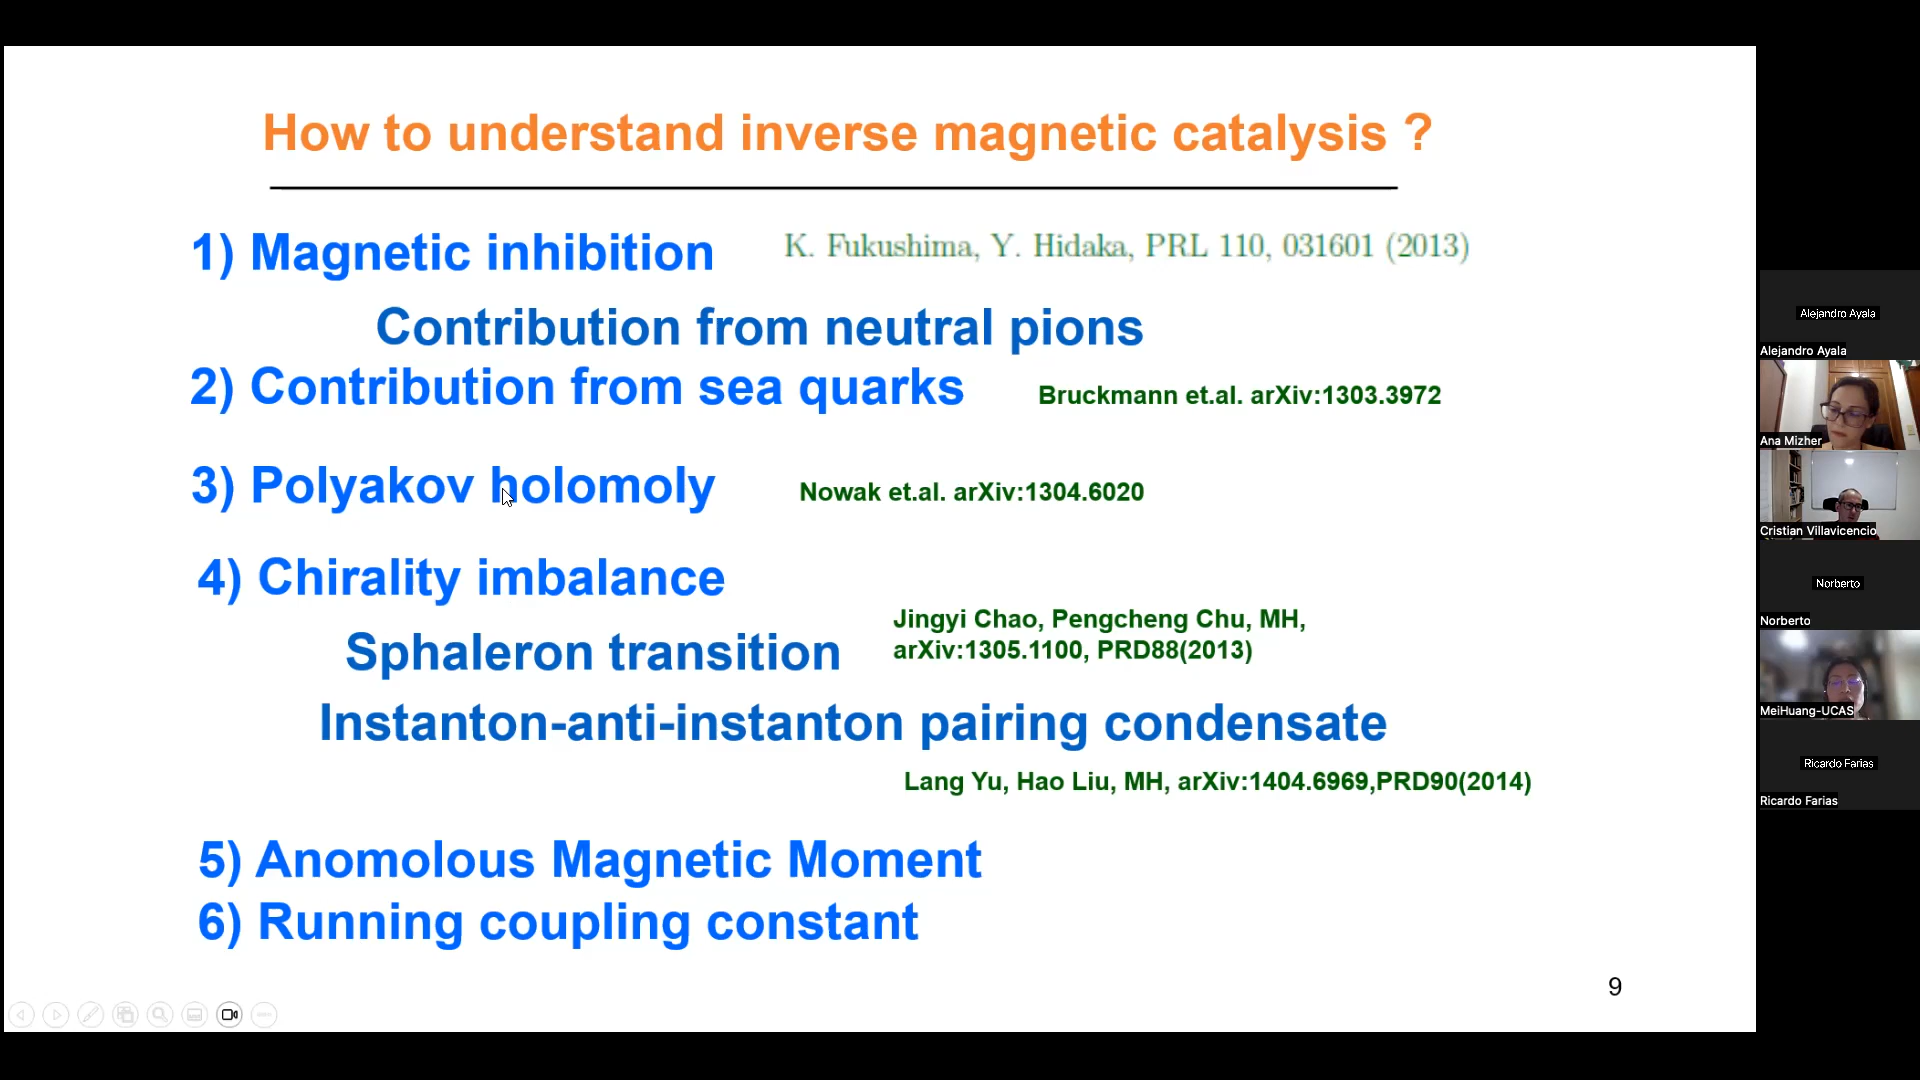 How to understand inverse magnetic catalysis ?
1) Magnetic inhibition
K. Fukushima, Y. Hidaka, PRL 110, 031601 (2013)
Contribution from neutral pions
2) Contribution from sea quarks
Bruckmann et.al. arXiv:1303.3972
3) Polyakov holomoly
Nowak et.al. arXiv:1304.6020
4) Chirality imbalance
Jingyi Chao, Pengcheng Chu, MH,
arXiv:1305.1100, PRD88(2013)
Sphaleron transition
Instanton-anti-instanton pairing condensate
Lang Yu, Hao Liu, MH, arXiv:1404.6969,PRD90(2014)
5) Anomolous Magnetic Moment
6) Running coupling constant
9
Alejandro Ayala
Alejandro Ayala
Ana Mizher
Cristian Villavicencio
Norberto
Norberto
MeiHuang-UCAS
Ricardo Farias
Ricardo Farias